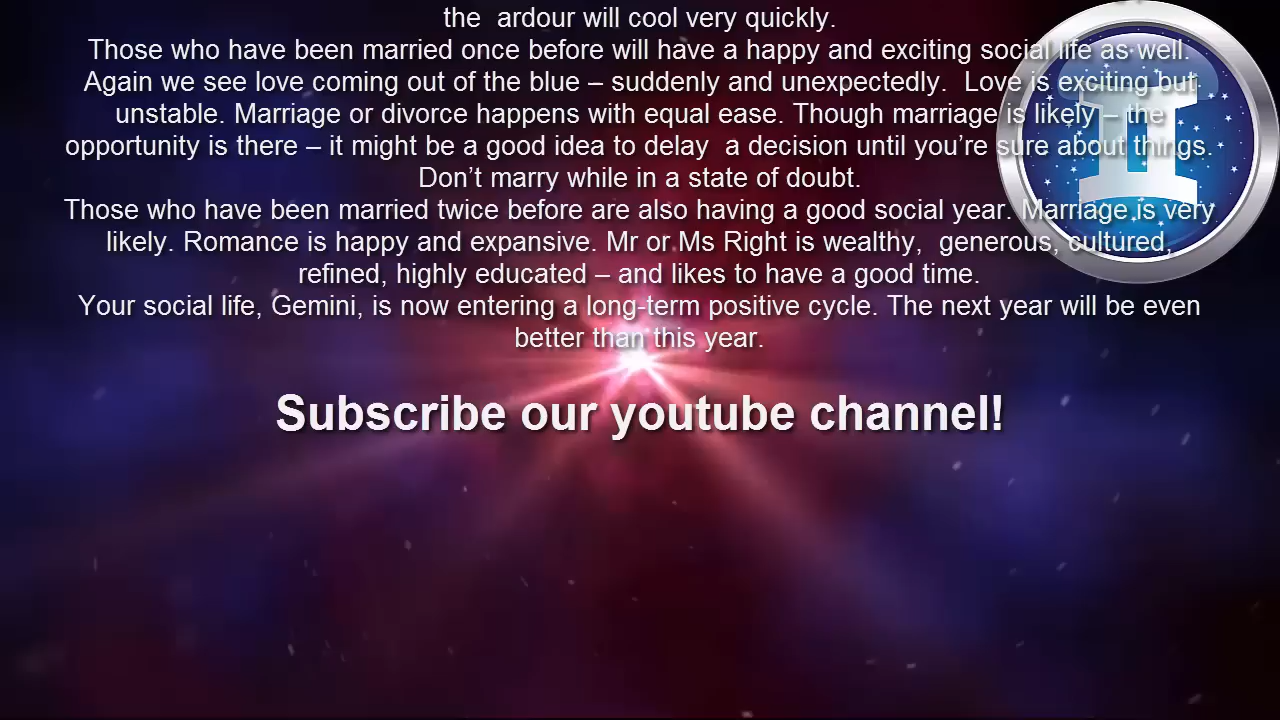 the  ardour will cool very quickly.
Those who have been married once before will have a happy and exciting social life as well.
Again we see love coming out of the blue – suddenly and unexpectedly.  Love is exciting but
unstable. Marriage or divorce happens with equal ease. Though marriage is likely – the
opportunity is there – it might be a good idea to delay  a decision until you’re sure about things.
Don’t marry while in a state of doubt.
Those who have been married twice before are also having a good social year. Marriage is very
likely. Romance is happy and expansive. Mr or Ms Right is wealthy,  generous, cultured,
refined, highly educated – and likes to have a good time.
Your social life, Gemini, is now entering a long-term positive cycle. The next year will be even
better than this year.
Subscribe our youtube channel!